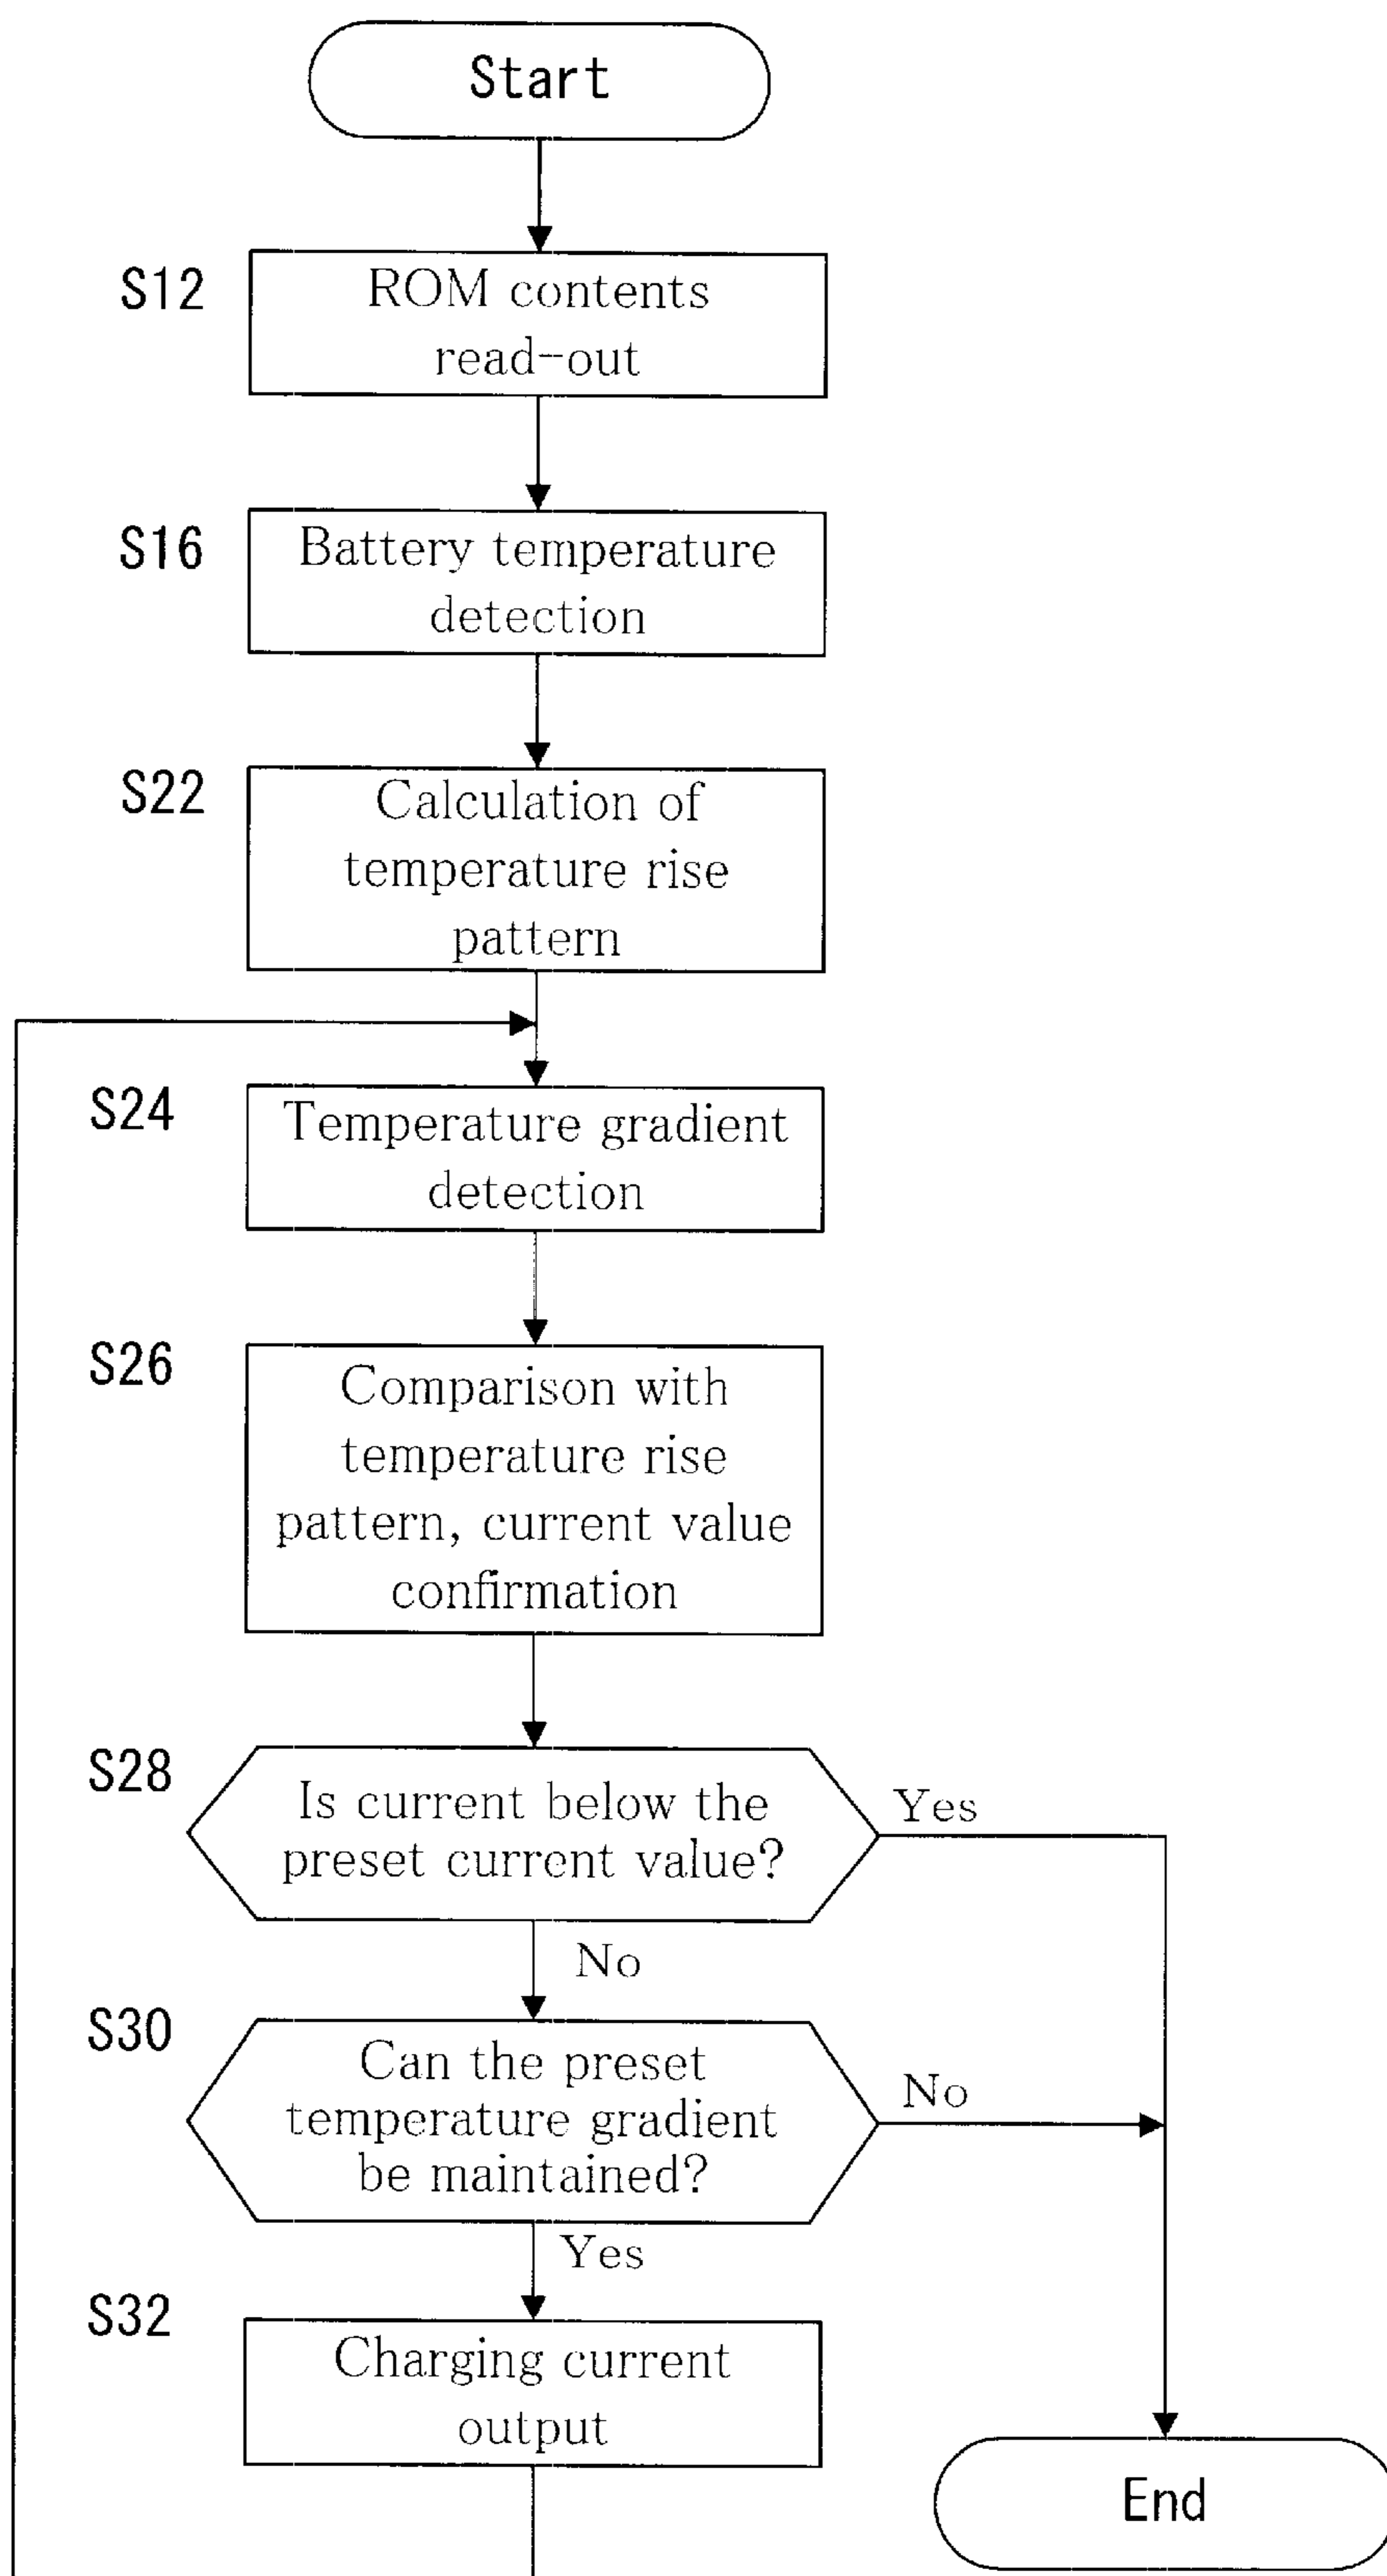 Start
S12
ROM contents
read-out
S16
Battery temperature
detection
S22
Calculation of
temperature rise
pattern
S24
Temperature gradient
detection
S26
Comparison with
temperature rise
pattern, current value
confirmation
S28
Is current below the
preset current value?
Yes
No
S30
Can the preset
temperature gradient
be maintained?
No
Yes
S32
Charging current
output
End